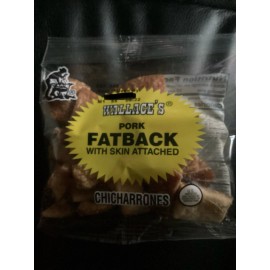 WALLACE'S®
PORK
FATBACK
WITH SKIN ATTACHED
CHICHARRONES